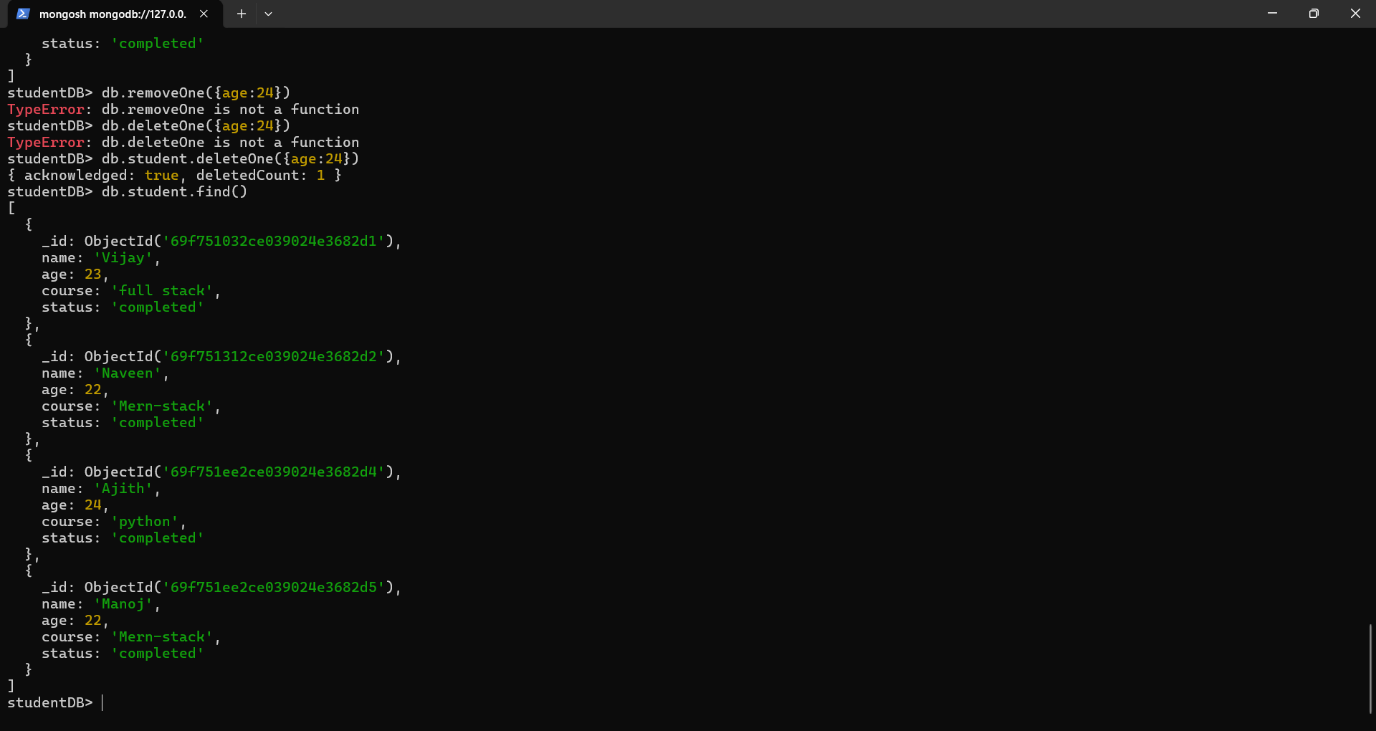 mongosh mongodb://127.0.0.
    status: 'completed'
  }
]
studentDB> db.removeOne({age:24})
TypeError: db.removeOne is not a function
studentDB> db.deleteOne({age:24})
TypeError: db.deleteOne is not a function
studentDB> db.student.deleteOne({age:24})
{ acknowledged: true, deletedCount: 1 }
studentDB> db.student.find()
[
  {
    _id: ObjectId('69f751032ce039024e3682d1'),
    name: 'Vijay',
    age: 23,
    course: 'full stack',
    status: 'completed'
  },
  {
    _id: ObjectId('69f751312ce039024e3682d2'),
    name: 'Naveen',
    age: 22,
    course: 'Mern-stack',
    status: 'completed'
  },
  {
    _id: ObjectId('69f751ee2ce039024e3682d4'),
    name: 'Ajith',
    age: 24,
    course: 'python',
    status: 'completed'
  },
  {
    _id: ObjectId('69f751ee2ce039024e3682d5'),
    name: 'Manoj',
    age: 22,
    course: 'Mern-stack',
    status: 'completed'
  }
]
studentDB>